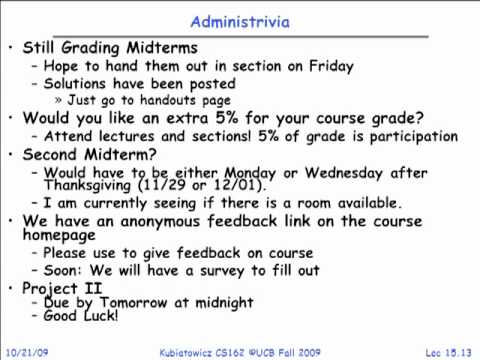 Administrivia
• Still Grading Midterms
– Hope to hand them out in section on Friday
– Solutions have been posted
» Just go to handouts page
• Would you like an extra 5% for your course grade?
– Attend lectures and sections! 5% of grade is participation
• Second Midterm?
– Would have to be either Monday or Wednesday after
Thanksgiving (11/29 or 12/01).
– I am currently seeing if there is a room available.
• We have an anonymous feedback link on the course
homepage
– Please use to give feedback on course
– Soon: We will have a survey to fill out
• Project II
– Due by Tomorrow at midnight
– Good Luck!
10/21/09 Kubiatowicz CS162 ©UCB Fall 2009 Lec 15.13